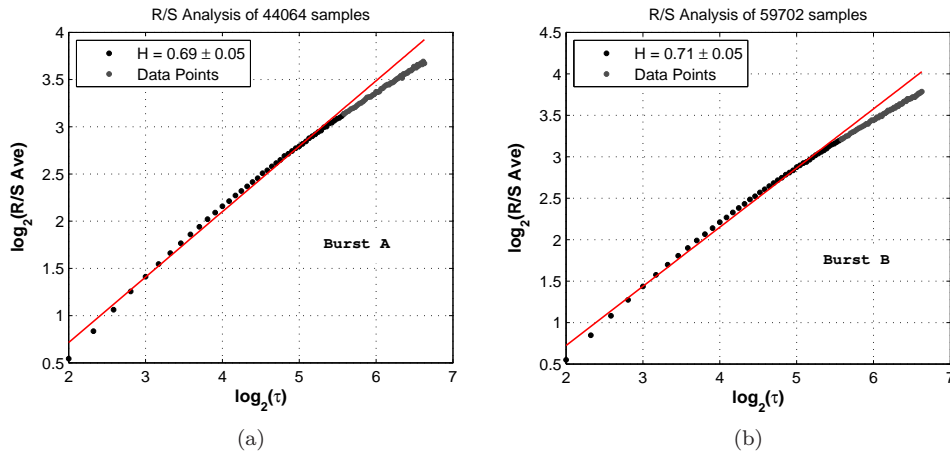 R/S Analysis of 44064 samples
H = 0.69 ± 0.05
Data Points
log₂(R/S Ave)
4
3.5
3
2.5
2
1.5
1
0.5
Burst A
2 3 4 5 6 7
log₂(τ)
(a)
R/S Analysis of 59702 samples
H = 0.71 ± 0.05
Data Points
log₂(R/S Ave)
4.5
4
3.5
3
2.5
2
1.5
1
0.5
Burst B
2 3 4 5 6 7
log₂(τ)
(b)